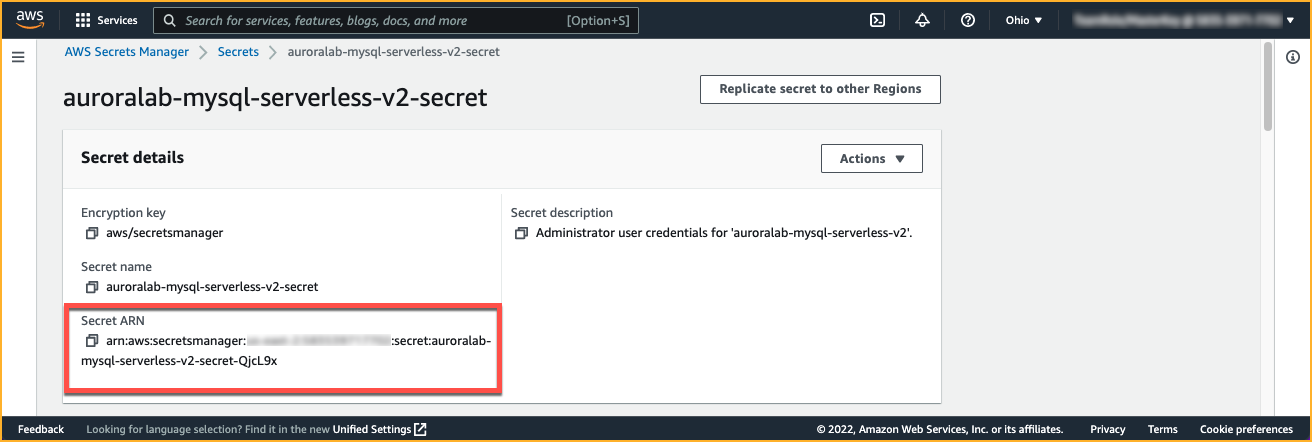 aws
Services
Search for services, features, blogs, docs, and more
[Option+S]
Ohio
AWS Secrets Manager
Secrets
auroralab-mysql-serverless-v2-secret
auroralab-mysql-serverless-v2-secret
Replicate secret to other Regions
Secret details
Actions
Encryption key
aws/secretsmanager
Secret description
Administrator user credentials for 'auroralab-mysql-serverless-v2'.
Secret name
auroralab-mysql-serverless-v2-secret
Secret ARN
arn:aws:secretsmanager: :secret:auroralab-
mysql-serverless-v2-secret-QjcL9x
Feedback
Looking for language selection? Find it in the new Unified Settings
© 2022, Amazon Web Services, Inc. or its affiliates.
Privacy
Terms
Cookie preferences